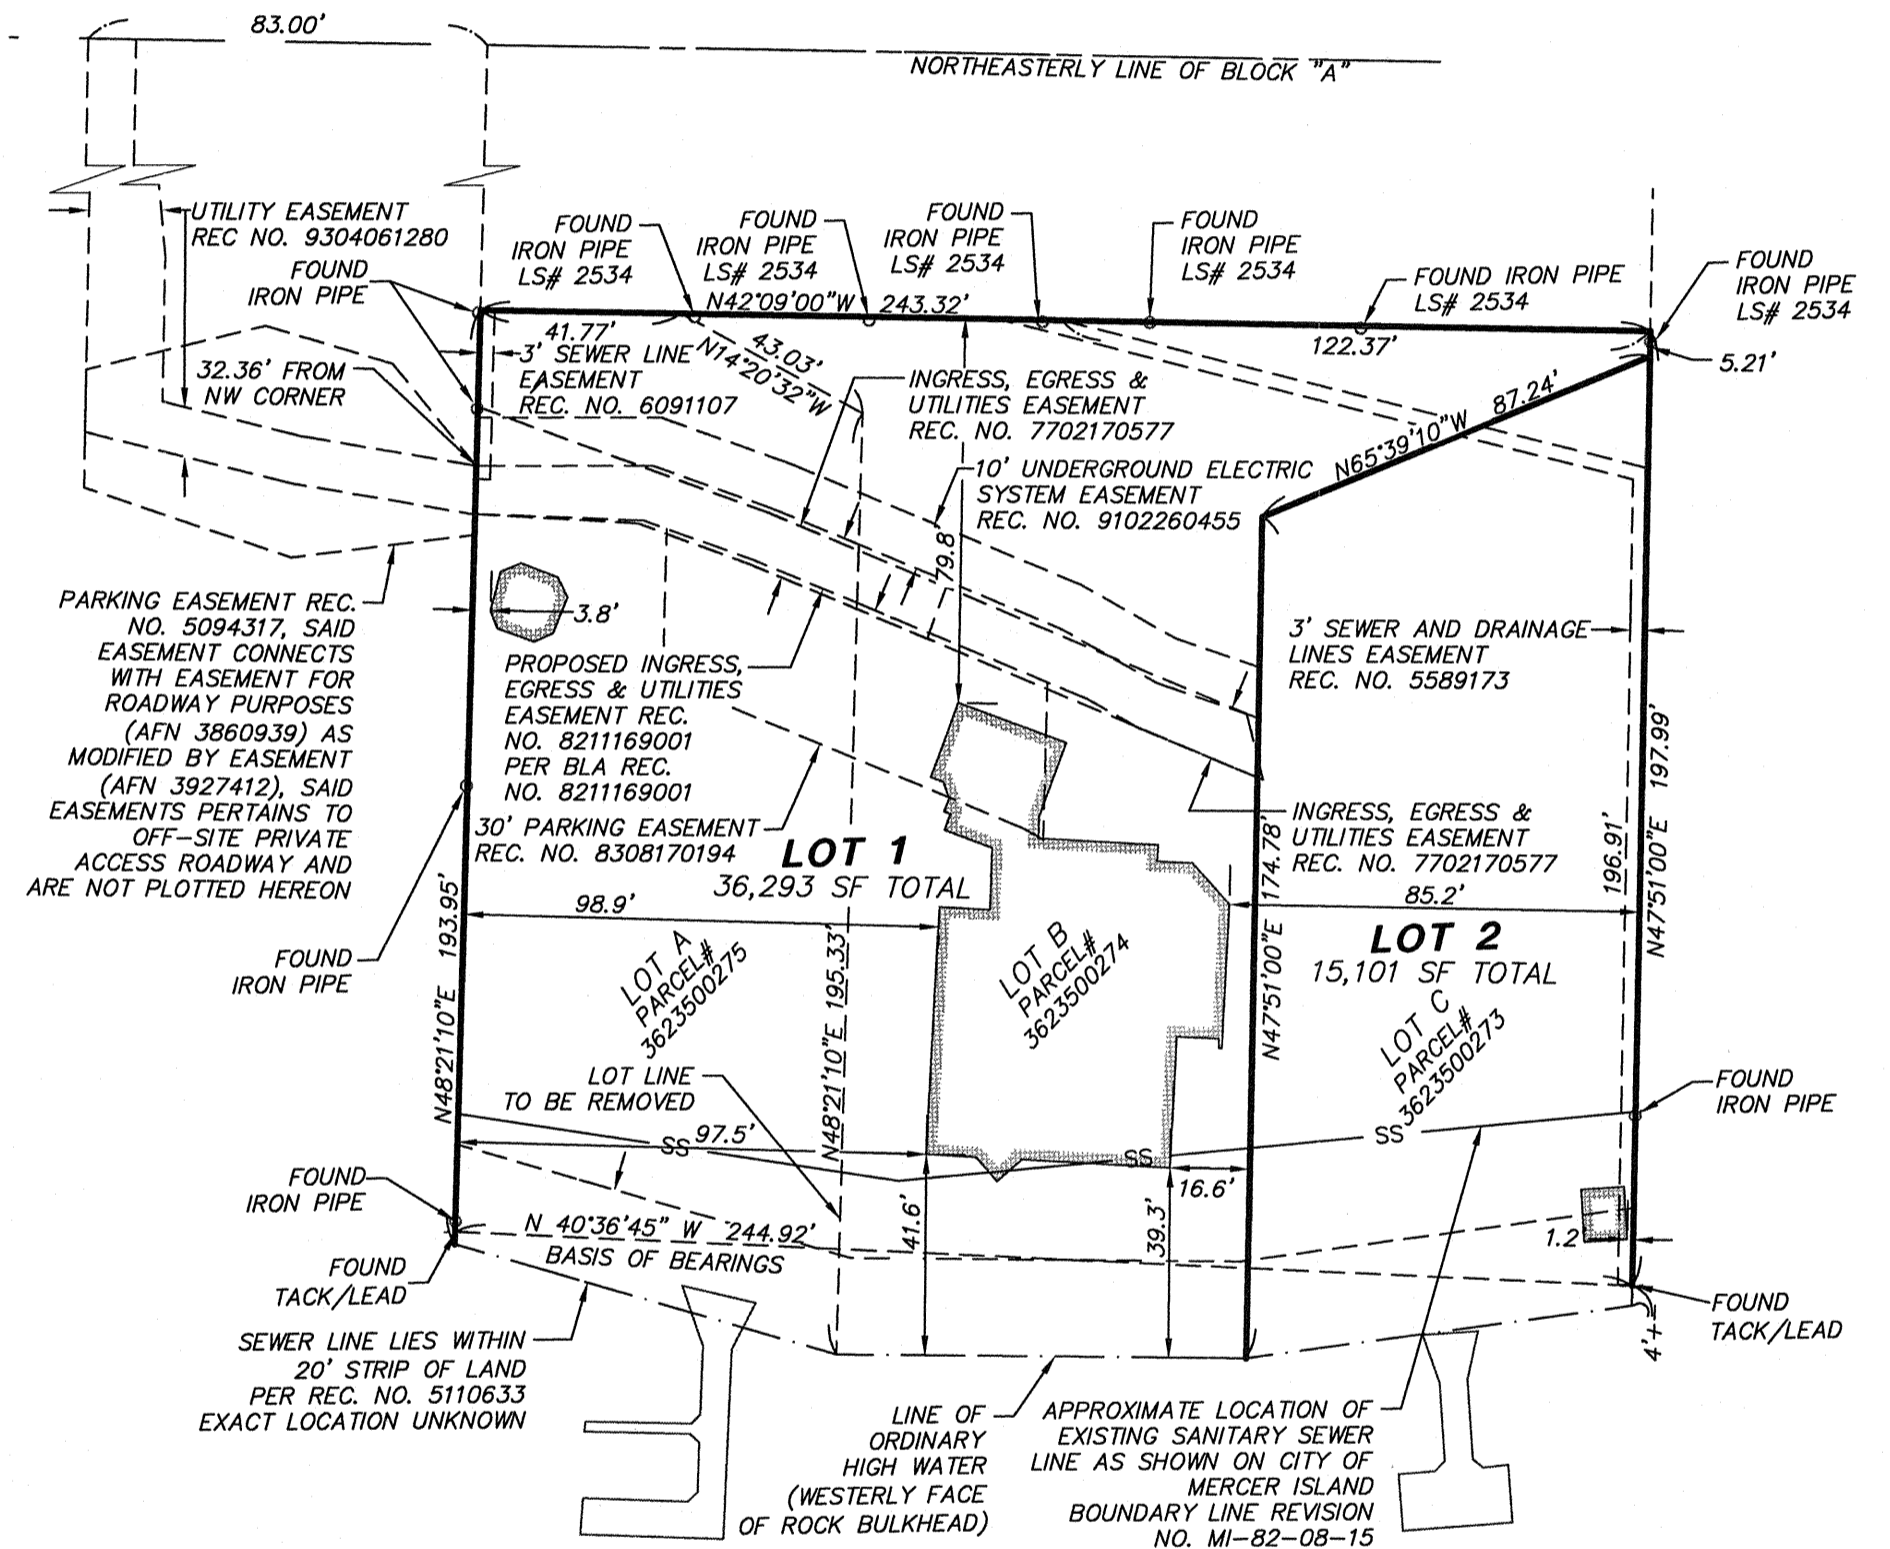 83.00'
NORTHEASTERLY LINE OF BLOCK "A"
UTILITY EASEMENT
REC NO. 9304061280
FOUND
IRON PIPE
FOUND
IRON PIPE
LS# 2534
FOUND
IRON PIPE
LS# 2534
FOUND
IRON PIPE
LS# 2534
FOUND
IRON PIPE
LS# 2534
FOUND IRON PIPE
LS# 2534
FOUND
IRON PIPE
LS# 2534
N42°09'00"W 243.32'
41.77'
122.37'
5.21'
3' SEWER LINE
EASEMENT
REC. NO. 6091107
43.03'
N14°20'32"W
32.36' FROM
NW CORNER
INGRESS, EGRESS &
UTILITIES EASEMENT
REC. NO. 7702170577
87.24'
N65°39'10"W
10' UNDERGROUND ELECTRIC
SYSTEM EASEMENT
REC. NO. 9102260455
79.8'
PARKING EASEMENT REC.
NO. 5094317, SAID
EASEMENT CONNECTS
WITH EASEMENT FOR
ROADWAY PURPOSES
(AFN 3860939) AS
MODIFIED BY EASEMENT
(AFN 3927412), SAID
EASEMENTS PERTAINS TO
OFF-SITE PRIVATE
ACCESS ROADWAY AND
ARE NOT PLOTTED HEREON
3.8'
PROPOSED INGRESS,
EGRESS & UTILITIES
EASEMENT REC.
NO. 8211169001
PER BLA REC.
NO. 8211169001
30' PARKING EASEMENT
REC. NO. 8308170194
3' SEWER AND DRAINAGE
LINES EASEMENT
REC. NO. 5589173
INGRESS, EGRESS &
UTILITIES EASEMENT
REC. NO. 7702170577
LOT 1
36,293 SF TOTAL
98.9'
85.2'
LOT 2
15,101 SF TOTAL
N48°21'10"E 193.95'
N48°21'10"E 195.33'
N47°51'00"E 174.78'
196.91'
N47°51'00"E 197.99'
LOT A
PARCEL#
3623500275
LOT B
PARCEL#
3623500274
LOT C
PARCEL#
3623500273
FOUND
IRON PIPE
LOT LINE
TO BE REMOVED
FOUND
IRON PIPE
97.5'
SS
SS
SS
16.6'
41.6'
39.3'
1.2
4'+-
FOUND
IRON PIPE
N 40°36'45" W 244.92'
BASIS OF BEARINGS
FOUND
TACK/LEAD
FOUND
TACK/LEAD
SEWER LINE LIES WITHIN
20' STRIP OF LAND
PER REC. NO. 5110633
EXACT LOCATION UNKNOWN
LINE OF
ORDINARY
HIGH WATER
(WESTERLY FACE
OF ROCK BULKHEAD)
APPROXIMATE LOCATION OF
EXISTING SANITARY SEWER
LINE AS SHOWN ON CITY OF
MERCER ISLAND
BOUNDARY LINE REVISION
NO. MI-82-08-15